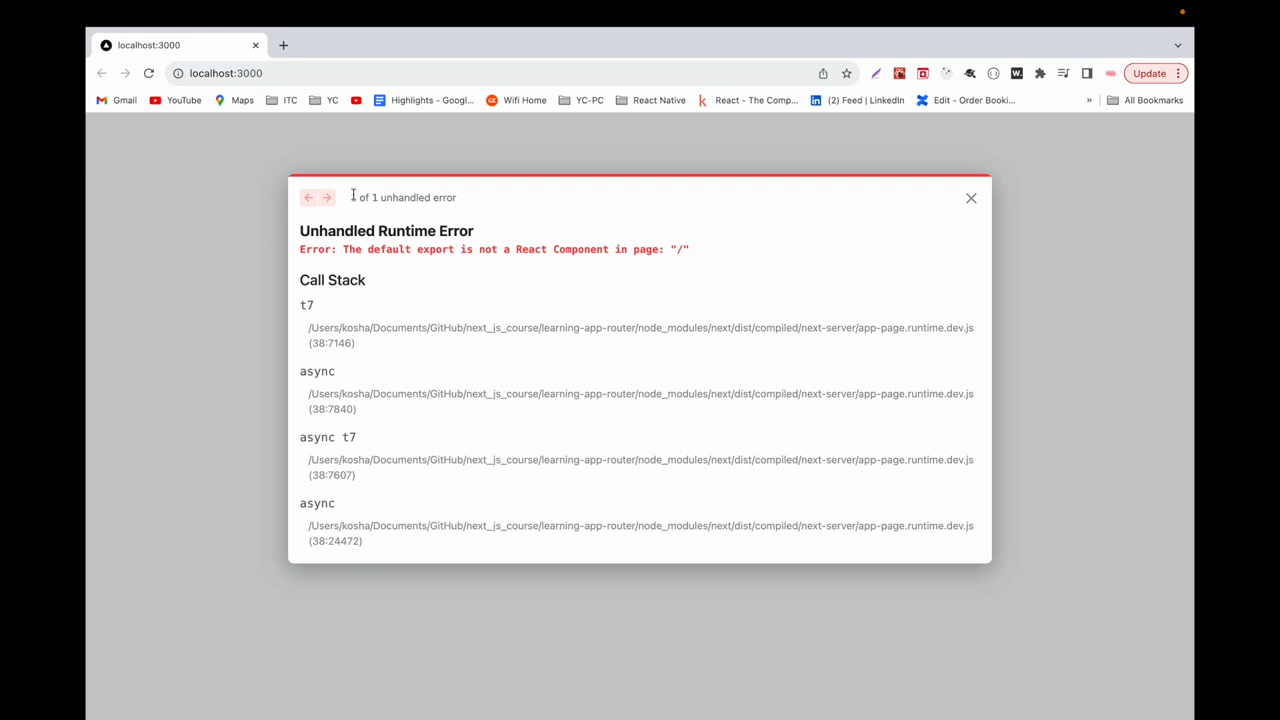 localhost:3000
localhost:3000
Update
Gmail YouTube Maps ITC YC Highlights - Googl... Wifi Home YC-PC React Native React - The Comp... (2) Feed | LinkedIn Edit - Order Booki... » All Bookmarks
of 1 unhandled error
Unhandled Runtime Error
Error: The default export is not a React Component in page: "/"
Call Stack
t7
/Users/kosha/Documents/GitHub/next_js_course/learning-app-router/node_modules/next/dist/compiled/next-server/app-page.runtime.dev.js
(38:7146)
async
/Users/kosha/Documents/GitHub/next_js_course/learning-app-router/node_modules/next/dist/compiled/next-server/app-page.runtime.dev.js
(38:7840)
async t7
/Users/kosha/Documents/GitHub/next_js_course/learning-app-router/node_modules/next/dist/compiled/next-server/app-page.runtime.dev.js
(38:7607)
async
/Users/kosha/Documents/GitHub/next_js_course/learning-app-router/node_modules/next/dist/compiled/next-server/app-page.runtime.dev.js
(38:24472)